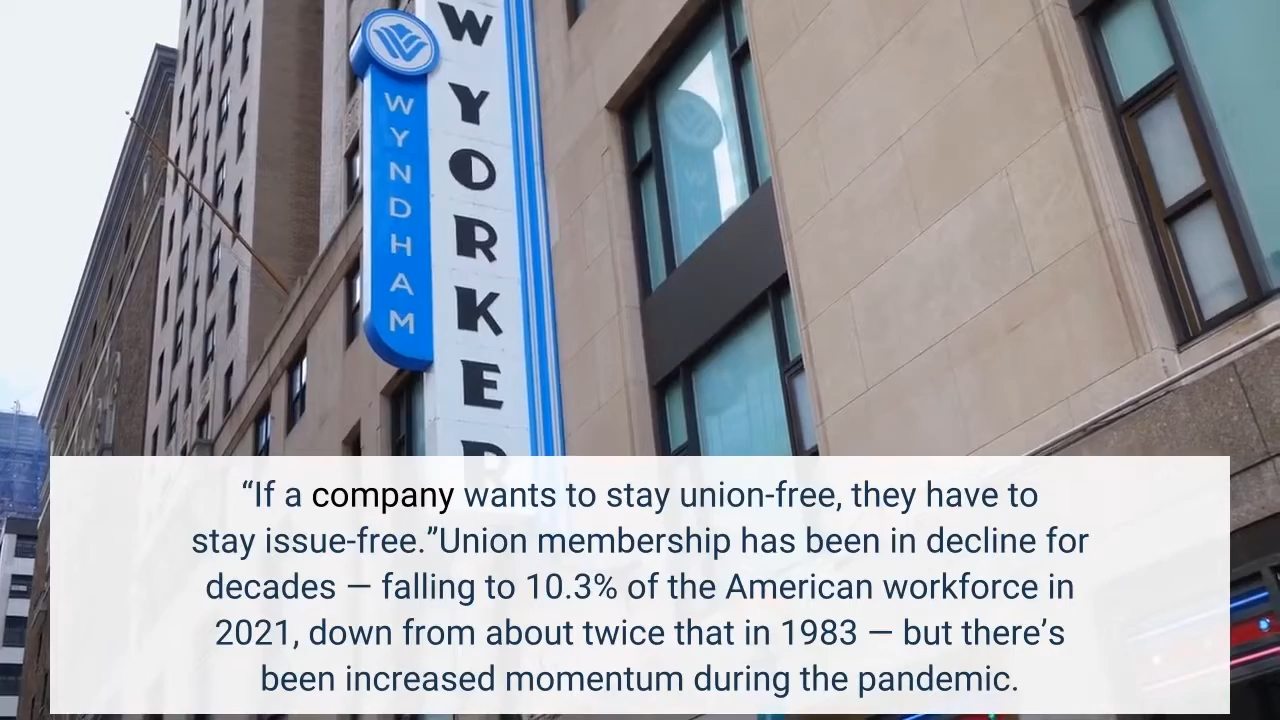 WYNDHAM
WYORKER
“If a company wants to stay union-free, they have to
stay issue-free.”Union membership has been in decline for
decades — falling to 10.3% of the American workforce in
2021, down from about twice that in 1983 — but there’s
been increased momentum during the pandemic.